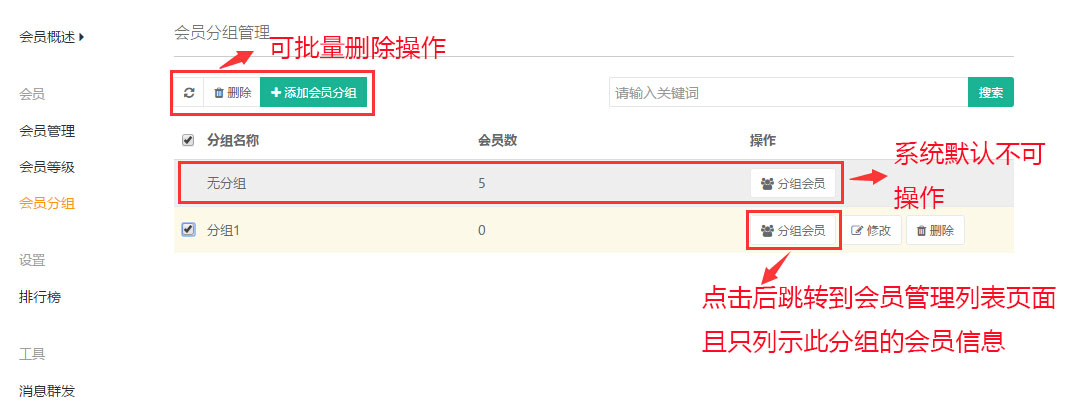 会员概述
会员
会员管理
会员等级
会员分组
设置
排行榜
工具
消息群发
会员分组管理
可批量删除操作
删除 添加会员分组
请输入关键词 搜索
分组名称 会员数 操作
无分组 5 分组会员
系统默认不可
操作
分组1 0 分组会员 修改 删除
点击后跳转到会员管理列表页面
且只列示此分组的会员信息